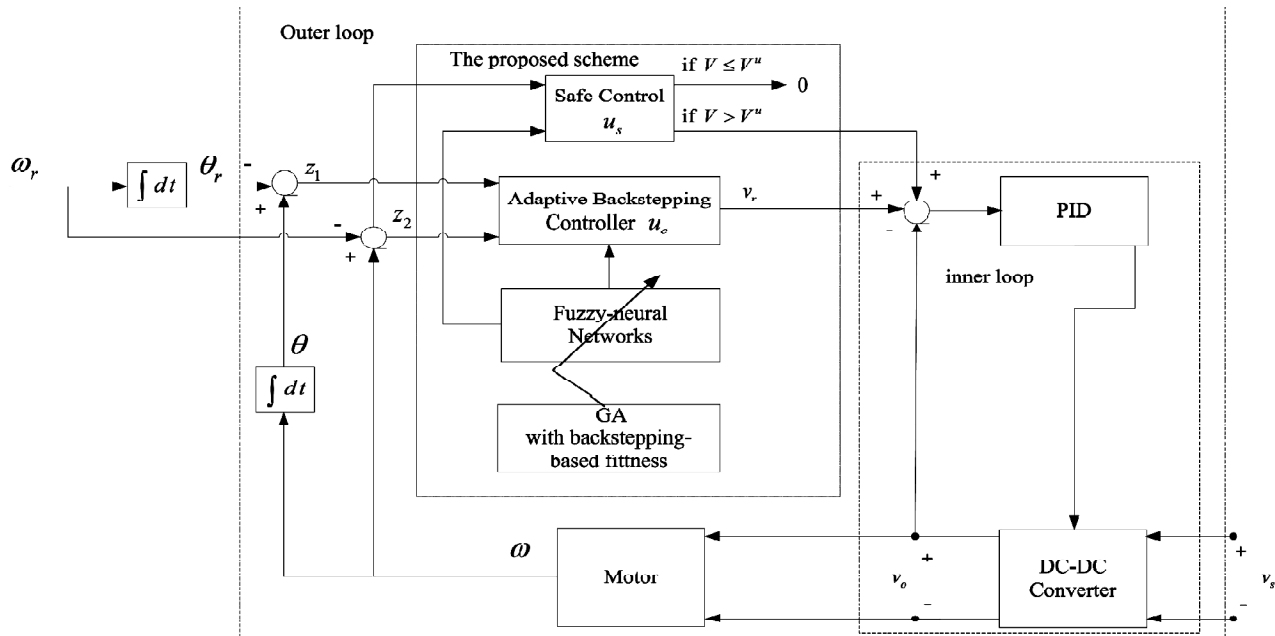 Outer loop
The proposed scheme
if V ≤ V^u
0
Safe Control
u_s
if V > V^u
ω_r
∫ dt
θ_r
-
+
z_1
-
+
z_2
Adaptive Backstepping
Controller u_c
v_r
+
+
-
PID
inner loop
Fuzzy-neural
Networks
θ
∫ dt
GA
with backstepping-
based fittness
ω
Motor
+
v_o
-
DC-DC
Converter
+
v_s
-